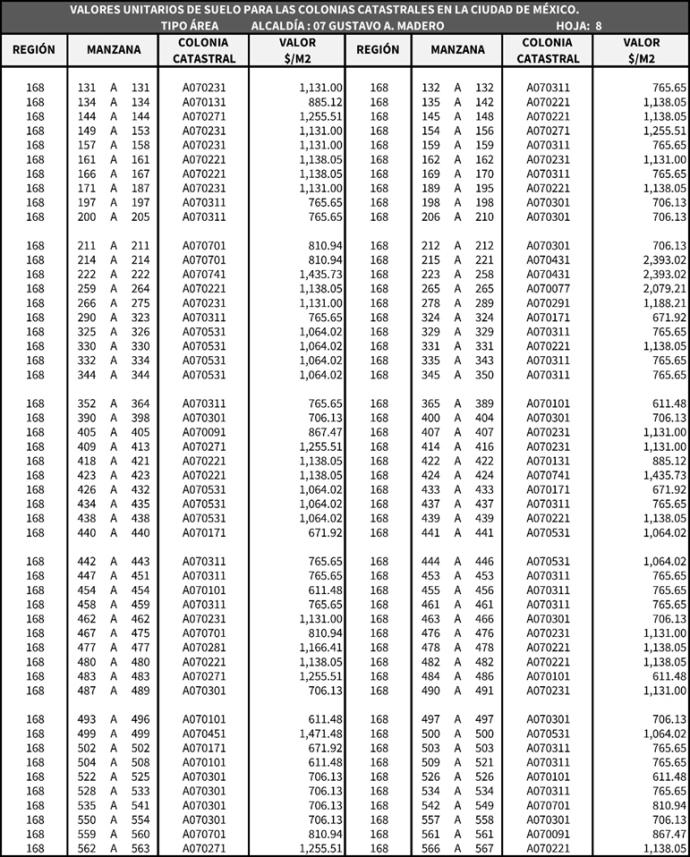 VALORES UNITARIOS DE SUELO PARA LAS COLONIAS CATASTRALES EN LA CIUDAD DE MÉXICO.
TIPO ÁREA ALCALDÍA : 07 GUSTAVO A. MADERO HOJA: 8
REGIÓN MANZANA COLONIA CATASTRAL VALOR $/M2 REGIÓN MANZANA COLONIA CATASTRAL VALOR $/M2
168 131 A 131 A070231 1,131.00 168 132 A 132 A070311 765.65
168 134 A 134 A070131 885.12 168 135 A 142 A070221 1,138.05
168 144 A 144 A070271 1,255.51 168 145 A 148 A070221 1,138.05
168 149 A 153 A070231 1,131.00 168 154 A 156 A070271 1,255.51
168 157 A 158 A070231 1,131.00 168 159 A 159 A070311 765.65
168 161 A 161 A070221 1,138.05 168 162 A 162 A070231 1,131.00
168 166 A 167 A070221 1,138.05 168 169 A 170 A070311 765.65
168 171 A 187 A070231 1,131.00 168 189 A 195 A070221 1,138.05
168 197 A 197 A070311 765.65 168 198 A 198 A070301 706.13
168 200 A 205 A070311 765.65 168 206 A 210 A070301 706.13
168 211 A 211 A070701 810.94 168 212 A 212 A070301 706.13
168 214 A 214 A070701 810.94 168 215 A 221 A070431 2,393.02
168 222 A 222 A070741 1,435.73 168 223 A 258 A070431 2,393.02
168 259 A 264 A070221 1,138.05 168 265 A 265 A070077 2,079.21
168 266 A 275 A070231 1,131.00 168 278 A 289 A070291 1,188.21
168 290 A 323 A070311 765.65 168 324 A 324 A070171 671.92
168 325 A 326 A070531 1,064.02 168 329 A 329 A070311 765.65
168 330 A 330 A070531 1,064.02 168 331 A 331 A070221 1,138.05
168 332 A 334 A070531 1,064.02 168 335 A 343 A070311 765.65
168 344 A 344 A070531 1,064.02 168 345 A 350 A070311 765.65
168 352 A 364 A070311 765.65 168 365 A 389 A070101 611.48
168 390 A 398 A070301 706.13 168 400 A 404 A070301 706.13
168 405 A 405 A070091 867.47 168 407 A 407 A070231 1,131.00
168 409 A 413 A070271 1,255.51 168 414 A 416 A070231 1,131.00
168 418 A 421 A070221 1,138.05 168 422 A 422 A070131 885.12
168 423 A 423 A070221 1,138.05 168 424 A 424 A070741 1,435.73
168 426 A 432 A070531 1,064.02 168 433 A 433 A070171 671.92
168 434 A 435 A070531 1,064.02 168 437 A 437 A070311 765.65
168 438 A 438 A070531 1,064.02 168 439 A 439 A070221 1,138.05
168 440 A 440 A070171 671.92 168 441 A 441 A070531 1,064.02
168 442 A 443 A070311 765.65 168 444 A 446 A070531 1,064.02
168 447 A 451 A070311 765.65 168 453 A 453 A070311 765.65
168 454 A 454 A070101 611.48 168 455 A 456 A070311 765.65
168 458 A 459 A070311 765.65 168 461 A 461 A070311 765.65
168 462 A 462 A070231 1,131.00 168 463 A 466 A070301 706.13
168 467 A 475 A070701 810.94 168 476 A 476 A070231 1,131.00
168 477 A 477 A070281 1,166.41 168 478 A 478 A070221 1,138.05
168 480 A 480 A070221 1,138.05 168 482 A 482 A070221 1,138.05
168 483 A 483 A070271 1,255.51 168 484 A 486 A070101 611.48
168 487 A 489 A070301 706.13 168 490 A 491 A070231 1,131.00
168 493 A 496 A070101 611.48 168 497 A 497 A070301 706.13
168 499 A 499 A070451 1,471.48 168 500 A 500 A070531 1,064.02
168 502 A 502 A070171 671.92 168 503 A 503 A070311 765.65
168 504 A 508 A070101 611.48 168 509 A 521 A070311 765.65
168 522 A 525 A070301 706.13 168 526 A 526 A070101 611.48
168 528 A 533 A070301 706.13 168 534 A 534 A070311 765.65
168 535 A 541 A070301 706.13 168 542 A 549 A070701 810.94
168 550 A 554 A070301 706.13 168 557 A 558 A070301 706.13
168 559 A 560 A070701 810.94 168 561 A 561 A070091 867.47
168 562 A 563 A070271 1,255.51 168 566 A 567 A070221 1,138.05